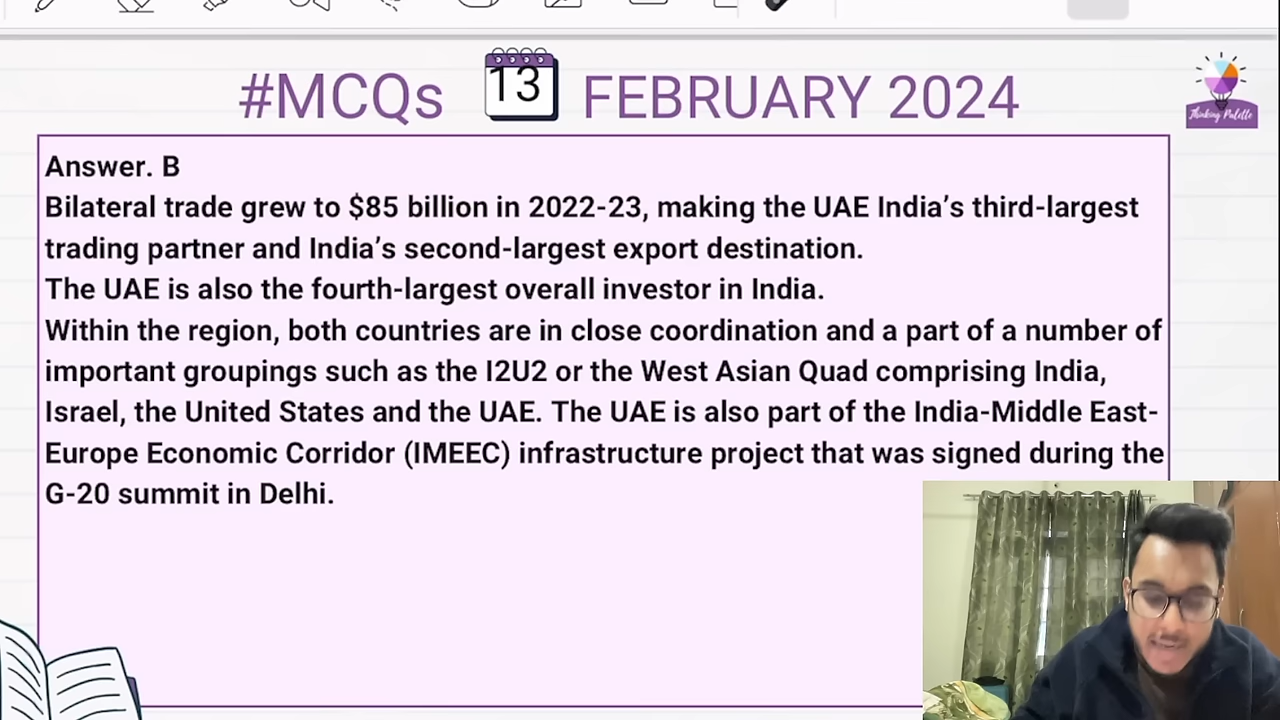 #MCQs 13 FEBRUARY 2024
Thinking Palette
Answer. B
Bilateral trade grew to $85 billion in 2022-23, making the UAE India’s third-largest
trading partner and India’s second-largest export destination.
The UAE is also the fourth-largest overall investor in India.
Within the region, both countries are in close coordination and a part of a number of
important groupings such as the I2U2 or the West Asian Quad comprising India,
Israel, the United States and the UAE. The UAE is also part of the India-Middle East-
Europe Economic Corridor (IMEEC) infrastructure project that was signed during the
G-20 summit in Delhi.